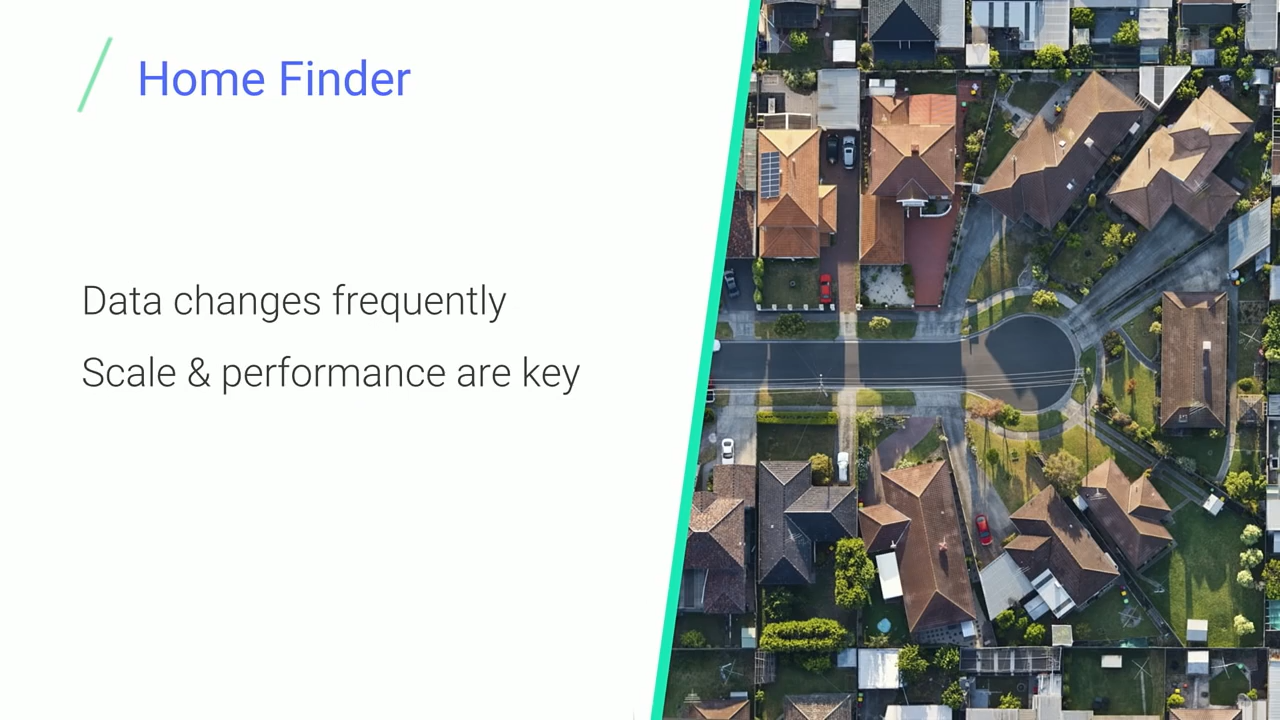 Home Finder
Data changes frequently
Scale & performance are key